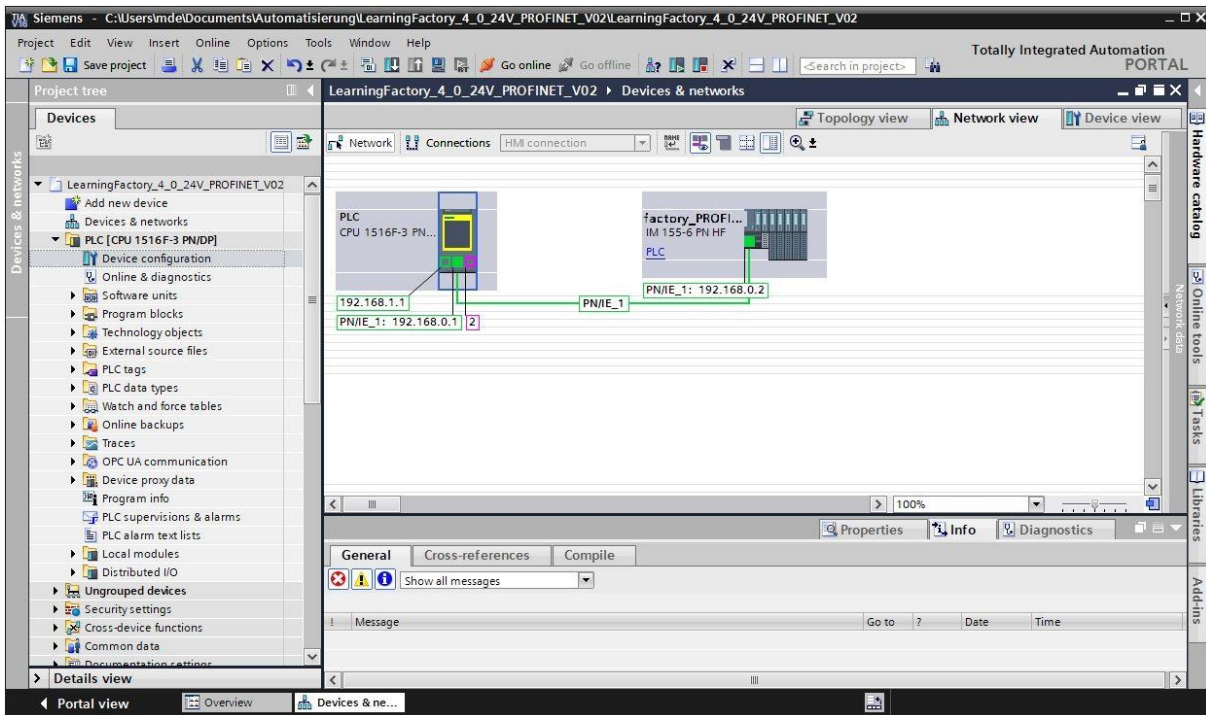 Siemens - C:\Users\mde\Documents\Automatisierung\LearningFactory_4_0_24V_PROFINET_V02\LearningFactory_4_0_24V_PROFINET_V02
Project Edit View Insert Online Options Tools Window Help
Totally Integrated Automation
PORTAL
Save project Go online Go offline <Search in project>
Project tree
LearningFactory_4_0_24V_PROFINET_V02 Devices & networks
Devices
Topology view Network view Device view
Network Connections HMI connection
Devices & networks
LearningFactory_4_0_24V_PROFINET_V02
Add new device
Devices & networks
PLC [CPU 1516F-3 PN/DP]
Device configuration
Online & diagnostics
Software units
Program blocks
Technology objects
External source files
PLC tags
PLC data types
Watch and force tables
Online backups
Traces
OPC UA communication
Device proxy data
Program info
PLC supervisions & alarms
PLC alarm text lists
Local modules
Distributed I/O
Ungrouped devices
Security settings
Cross-device functions
Common data
Documentation settings
Details view
PLC
CPU 1516F-3 PN...
factory_PROFI...
IM 155-6 PN HF
PLC
192.168.1.1
PN/IE_1: 192.168.0.1 2
PN/IE_1
PN/IE_1: 192.168.0.2
100%
Network data
Properties Info Diagnostics
General Cross-references Compile
Show all messages
! Message Go to ? Date Time
Hardware catalog
Online tools
Tasks
Libraries
Add-ins
Portal view Overview Devices & ne...